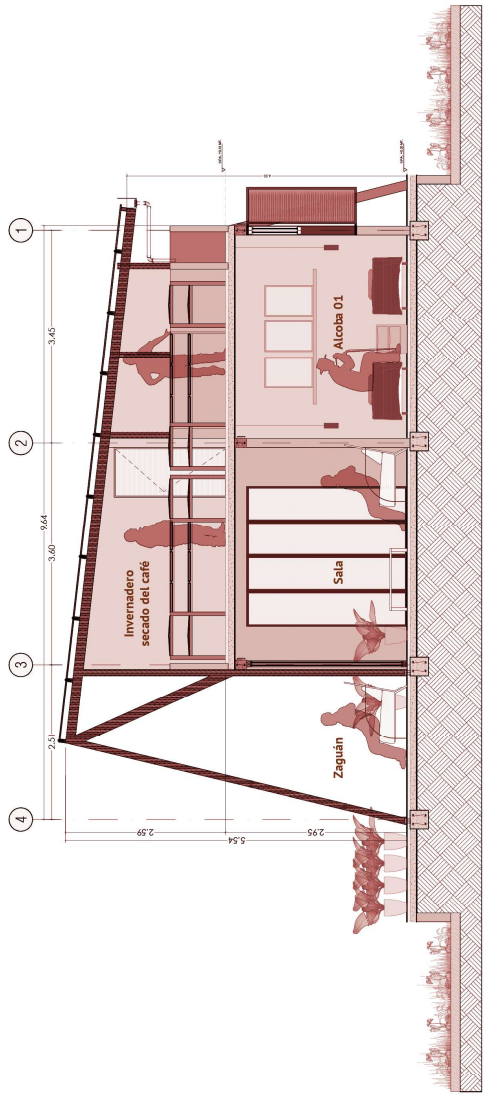 4
3
2
1
9.64
2.51
3.60
3.45
2.59
5.54
2.95
Invernadero
secado del café
Zaguán
Sala
Alcoba 01